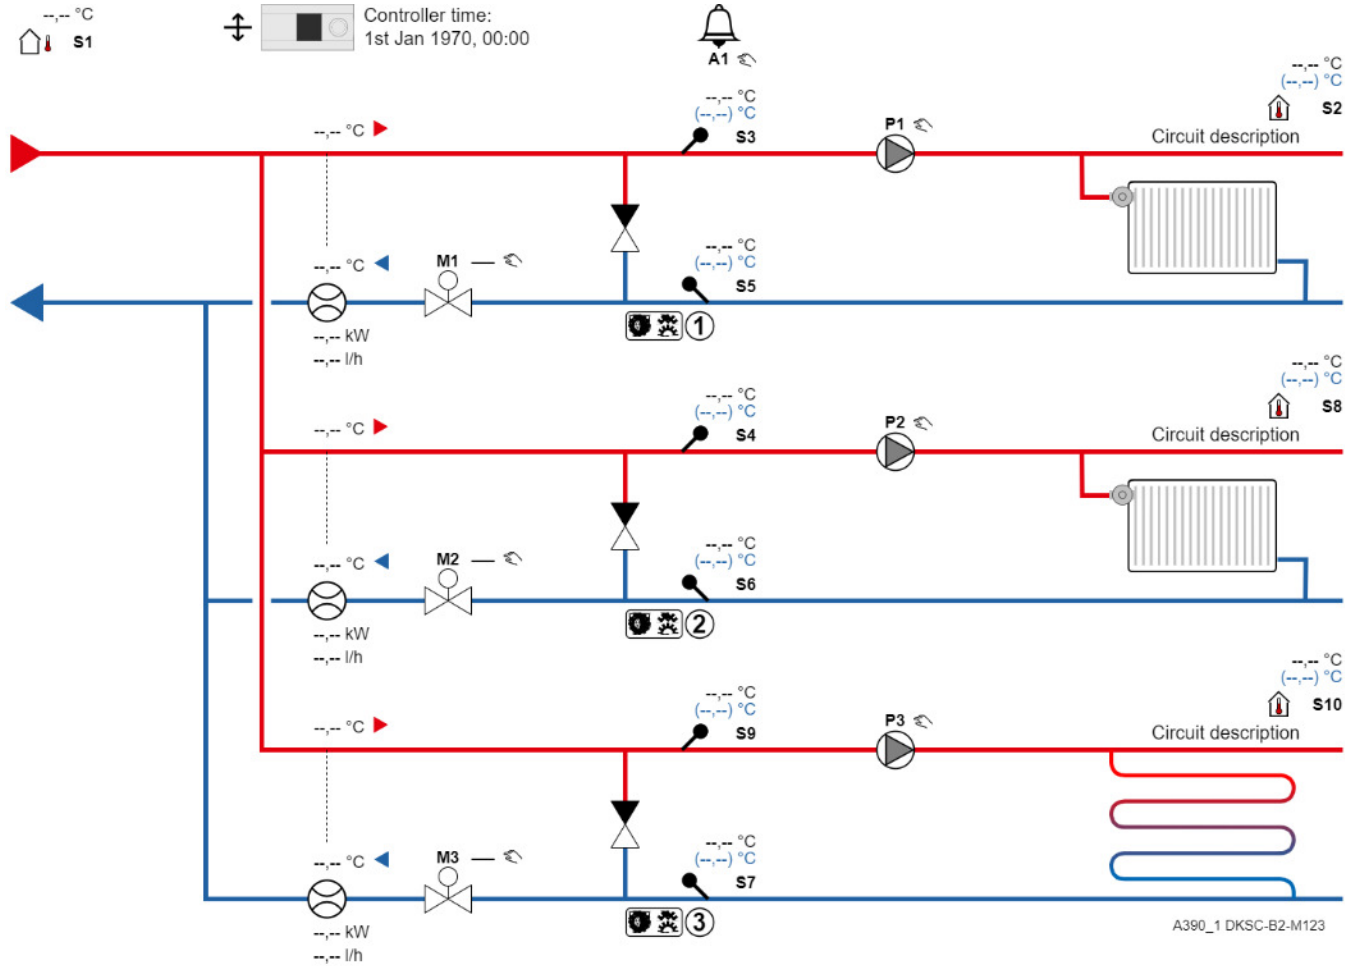 --,-- °C
S1
Controller time:
1st Jan 1970, 00:00
A1
--,-- °C
(--,--) °C
S2
Circuit description
--,-- °C
(--,--) °C
S3
P1
--,-- °C
--,-- °C
M1
--,-- °C
(--,--) °C
S5
1
--,-- kW
--,-- l/h
--,-- °C
(--,--) °C
S8
Circuit description
--,-- °C
(--,--) °C
S4
P2
--,-- °C
--,-- °C
M2
--,-- °C
(--,--) °C
S6
2
--,-- kW
--,-- l/h
--,-- °C
(--,--) °C
S10
Circuit description
--,-- °C
(--,--) °C
S9
P3
--,-- °C
--,-- °C
M3
--,-- °C
(--,--) °C
S7
3
--,-- kW
--,-- l/h
A390_1 DKSC-B2-M123